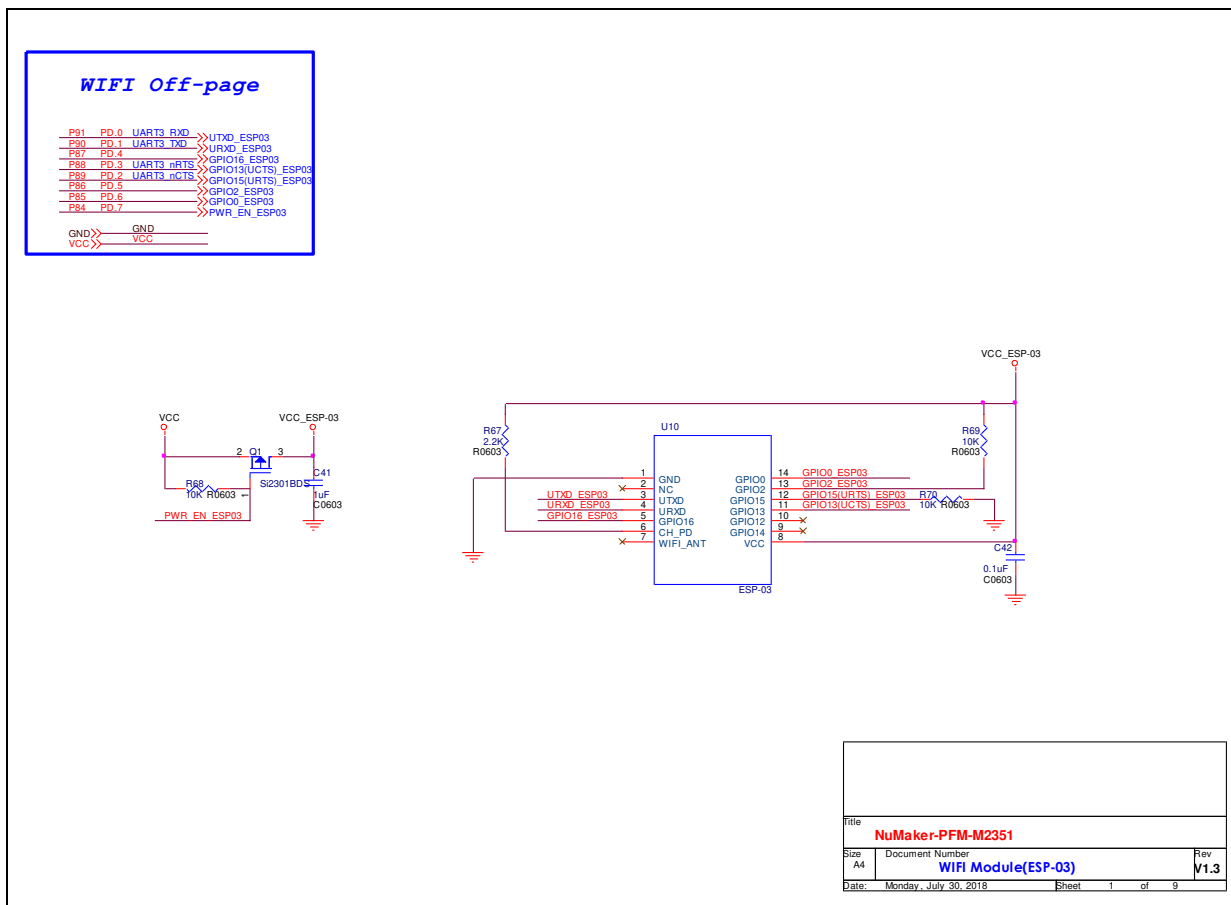 WIFI Off-page
P91 PD.0 UART3_RXD UTXD_ESP03
P90 PD.1 UART3_TXD URXD_ESP03
P87 PD.4 GPIO16_ESP03
P88 PD.3 UART3_nRTS GPIO13(UCTS)_ESP03
P89 PD.2 UART3_nCTS GPIO15(URTS)_ESP03
P86 PD.5 GPIO2_ESP03
P85 PD.6 GPIO0_ESP03
P84 PD.7 PWR_EN_ESP03
GND GND
VCC VCC
VCC
VCC_ESP-03
2 Q1 3
Si2301BDS
1
R68
10K R0603
C41
1uF
C0603
PWR_EN_ESP03
VCC_ESP-03
R67
2.2K
R0603
R69
10K
R0603
U10
1 GND GPIO0 14 GPIO0_ESP03
2 NC GPIO2 13 GPIO2_ESP03
UTXD_ESP03 3 UTXD GPIO15 12 GPIO15(URTS)_ESP03
URXD_ESP03 4 URXD GPIO13 11 GPIO13(UCTS)_ESP03
GPIO16_ESP03 5 GPIO16 GPIO12 10
6 CH_PD GPIO14 9
7 WIFI_ANT VCC 8
ESP-03
R70
10K R0603
C42
0.1uF
C0603
Title
NuMaker-PFM-M2351
Size Document Number Rev
A4 WIFI Module(ESP-03) V1.3
Date: Monday, July 30, 2018 Sheet 1 of 9